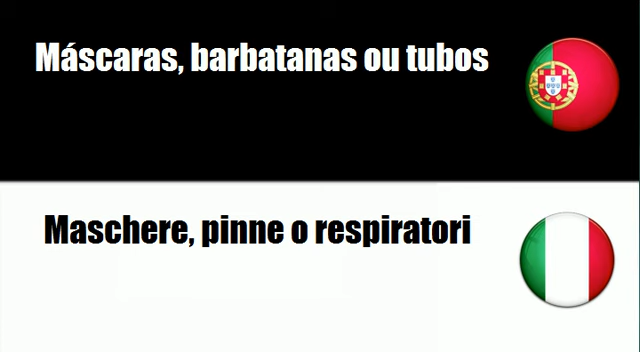 Máscaras, barbatanas ou tubos
Maschere, pinne o respiratori